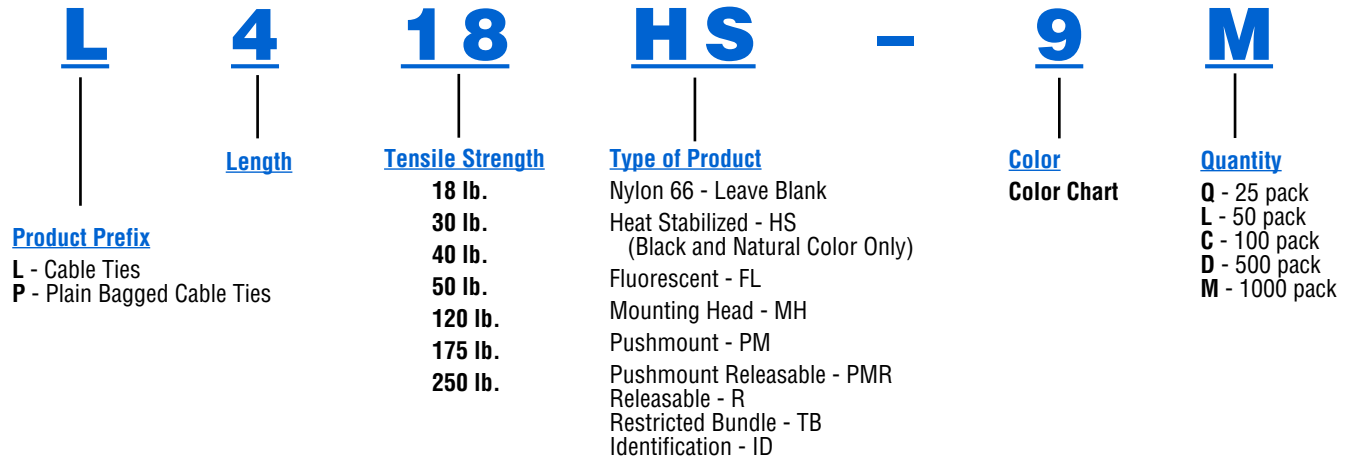 L 4 18 HS - 9 M
Length
Tensile Strength
18 lb.
30 lb.
40 lb.
50 lb.
120 lb.
175 lb.
250 lb.
Type of Product
Nylon 66 - Leave Blank
Heat Stabilized - HS
(Black and Natural Color Only)
Fluorescent - FL
Mounting Head - MH
Pushmount - PM
Pushmount Releasable - PMR
Releasable - R
Restricted Bundle - TB
Identification - ID
Color
Color Chart
Quantity
Q - 25 pack
L - 50 pack
C - 100 pack
D - 500 pack
M - 1000 pack
Product Prefix
L - Cable Ties
P - Plain Bagged Cable Ties